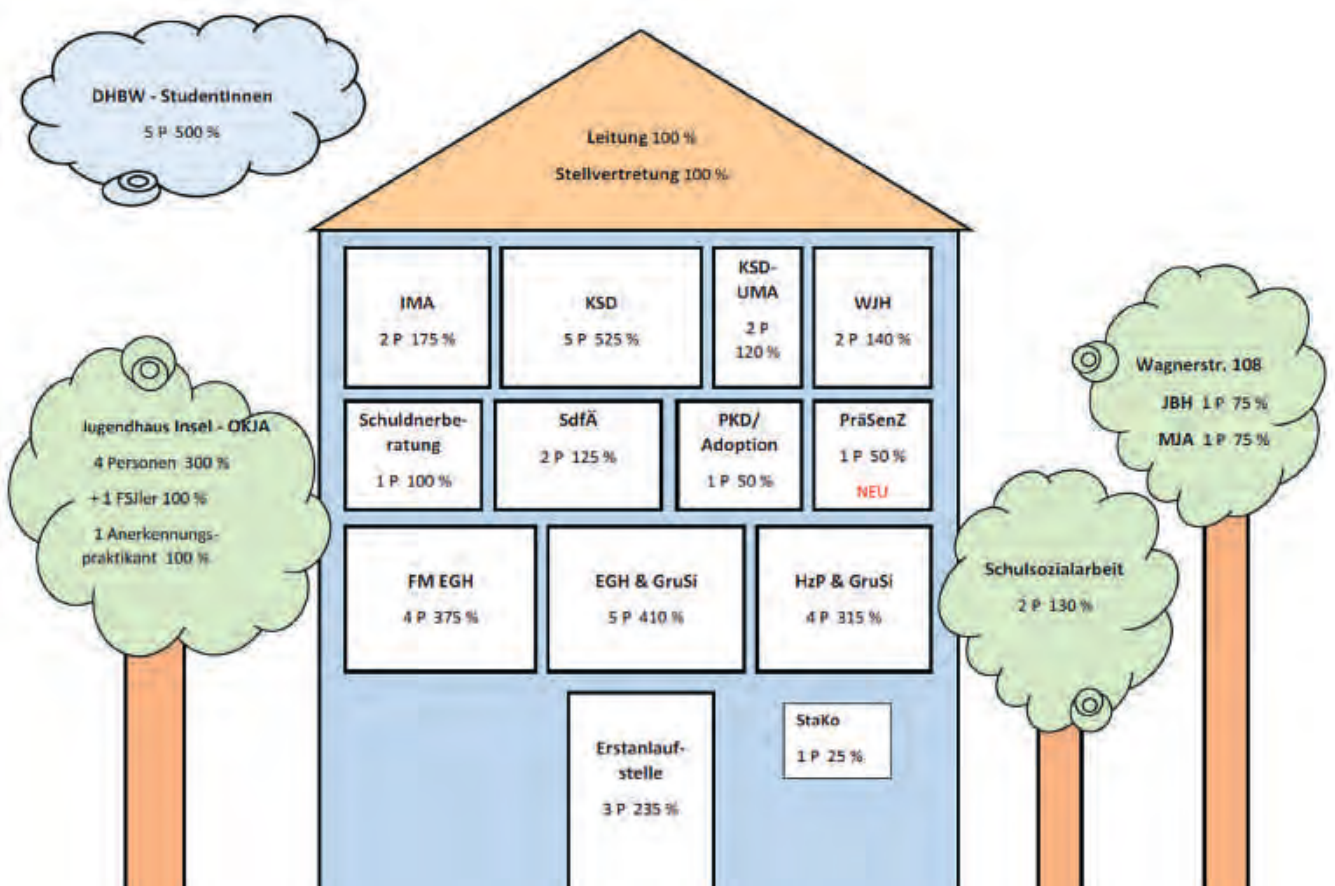 DHBW - StudentInnen
5 P 500 %
Leitung 100 %
Stellvertretung 100 %
IMA
2 P 175 %
KSD
5 P 525 %
KSD-
UMA
2 P
120 %
WJH
2 P 140 %
Schuldnerbe-
ratung
1 P 100 %
SdfÄ
2 P 125 %
PKD/
Adoption
1 P 50 %
PräSenZ
1 P 50 %
NEU
FM EGH
4 P 375 %
EGH & GruSi
5 P 410 %
HzP & GruSi
4 P 315 %
Erstanlauf-
stelle
3 P 235 %
StaKo
1 P 25 %
Jugendhaus Insel - OKJA
4 Personen 300 %
+ 1 FSJler 100 %
1 Anerkennungs-
praktikant 100 %
Schulsozialarbeit
2 P 130 %
Wagnerstr. 108
JBH 1 P 75 %
MJA 1 P 75 %